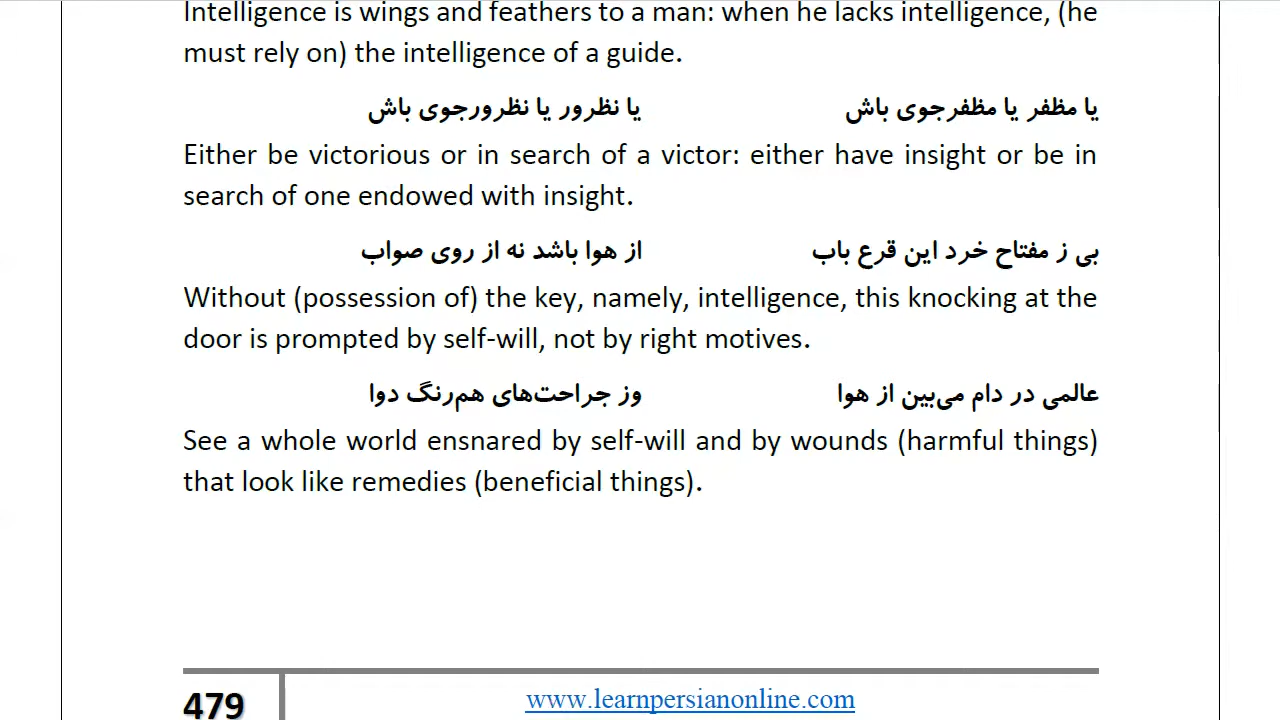 Intelligence is wings and feathers to a man: when he lacks intelligence, (he
must rely on) the intelligence of a guide.
یا مظفر یا مظفرجوی باش یا نظرور یا نظرورجوی باش
Either be victorious or in search of a victor: either have insight or be in
search of one endowed with insight.
بی ز مفتاح خرد این قرع باب از هوا باشد نه از روی صواب
Without (possession of) the key, namely, intelligence, this knocking at the
door is prompted by self-will, not by right motives.
عالمی در دام می‌بین از هوا وز جراحت‌های هم‌رنگ دوا
See a whole world ensnared by self-will and by wounds (harmful things)
that look like remedies (beneficial things).
479 www.learnpersianonline.com